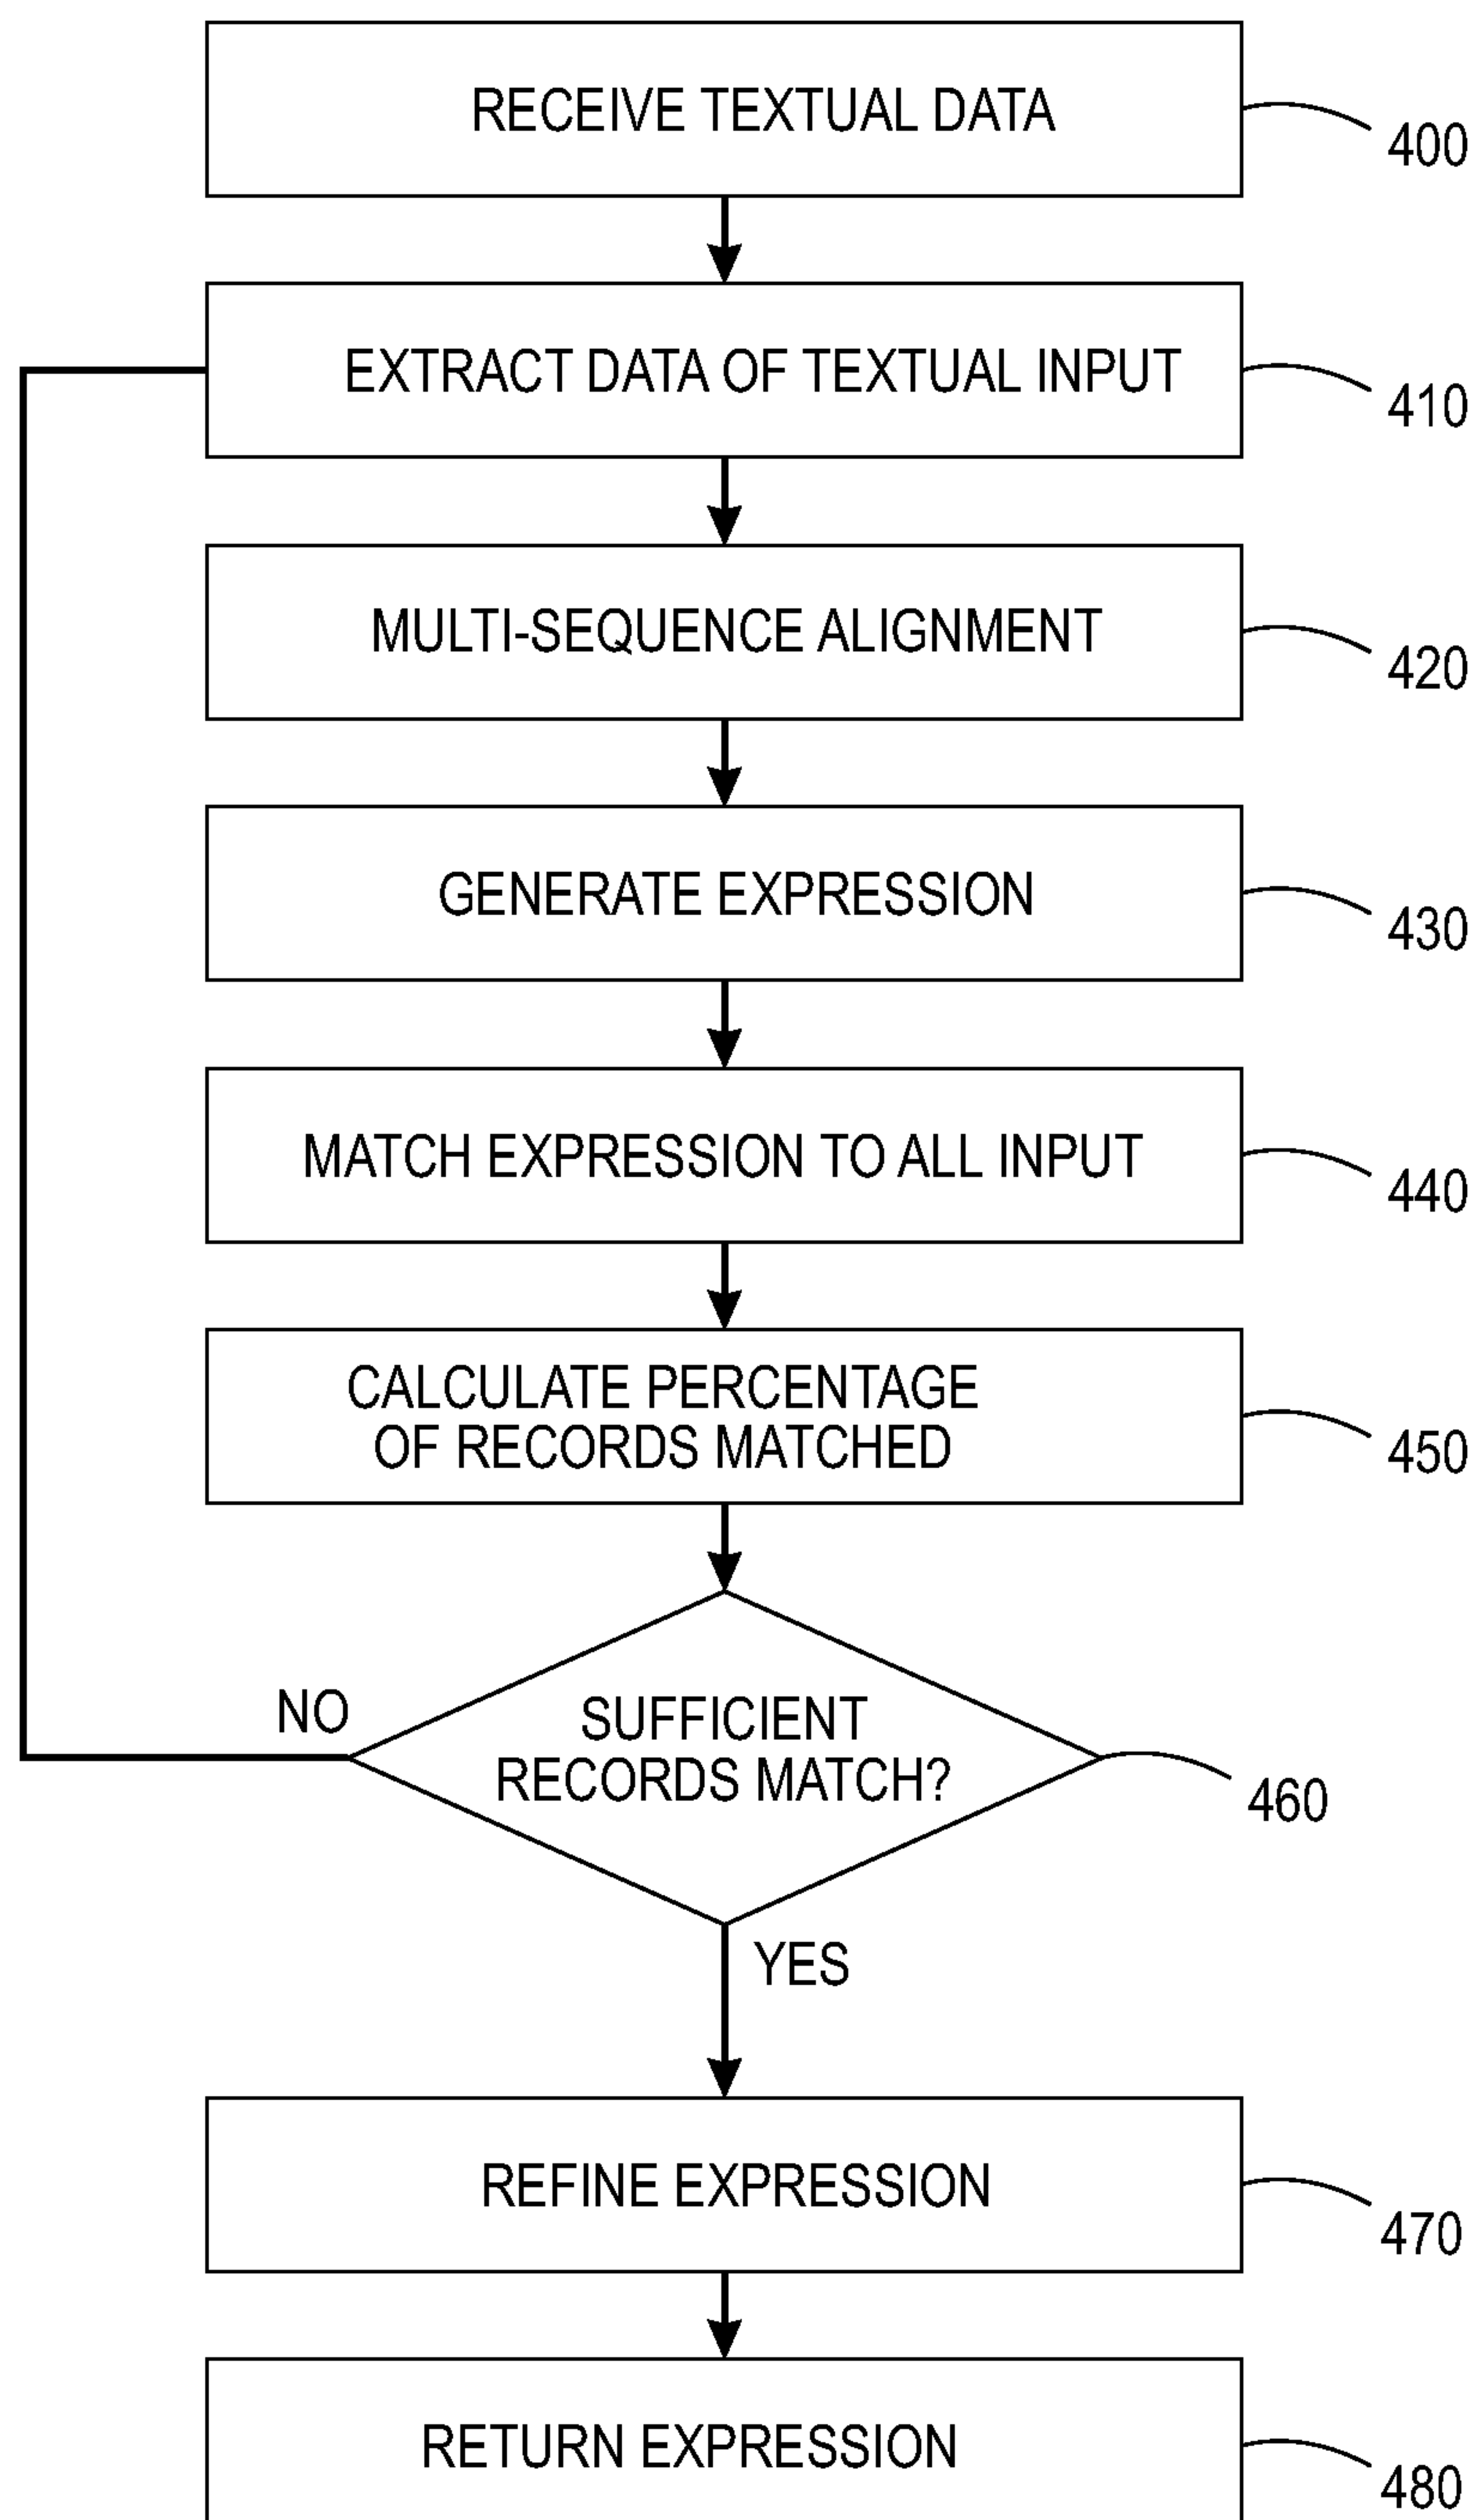 RECEIVE TEXTUAL DATA
400
EXTRACT DATA OF TEXTUAL INPUT
410
MULTI-SEQUENCE ALIGNMENT
420
GENERATE EXPRESSION
430
MATCH EXPRESSION TO ALL INPUT
440
CALCULATE PERCENTAGE
OF RECORDS MATCHED
450
NO
SUFFICIENT
RECORDS MATCH?
460
YES
REFINE EXPRESSION
470
RETURN EXPRESSION
480